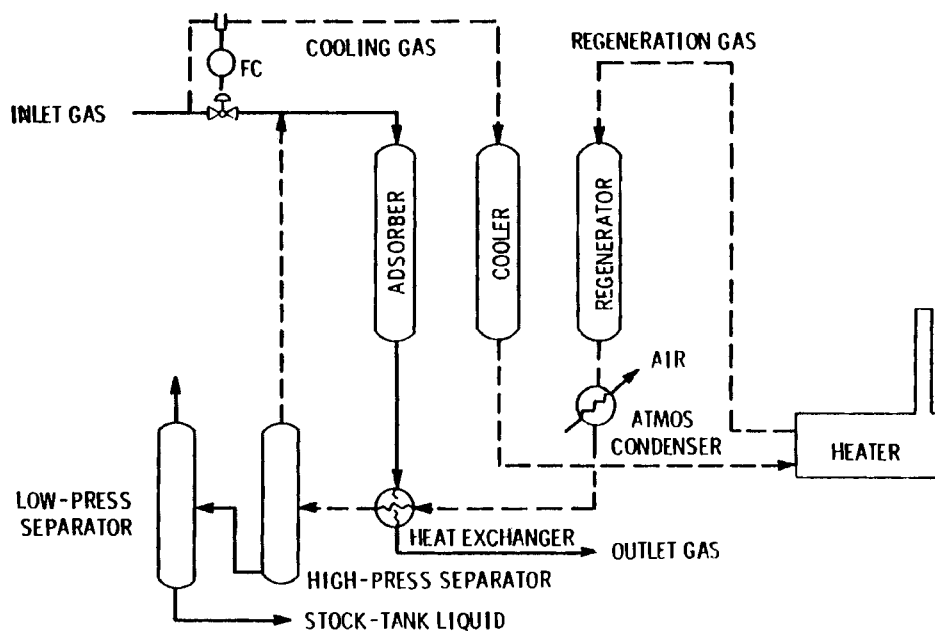 COOLING GAS
REGENERATION GAS
FC
INLET GAS
ADSORBER
COOLER
REGENERATOR
AIR
ATMOS
CONDENSER
HEATER
LOW-PRESS
SEPARATOR
HEAT EXCHANGER
OUTLET GAS
HIGH-PRESS SEPARATOR
STOCK-TANK LIQUID